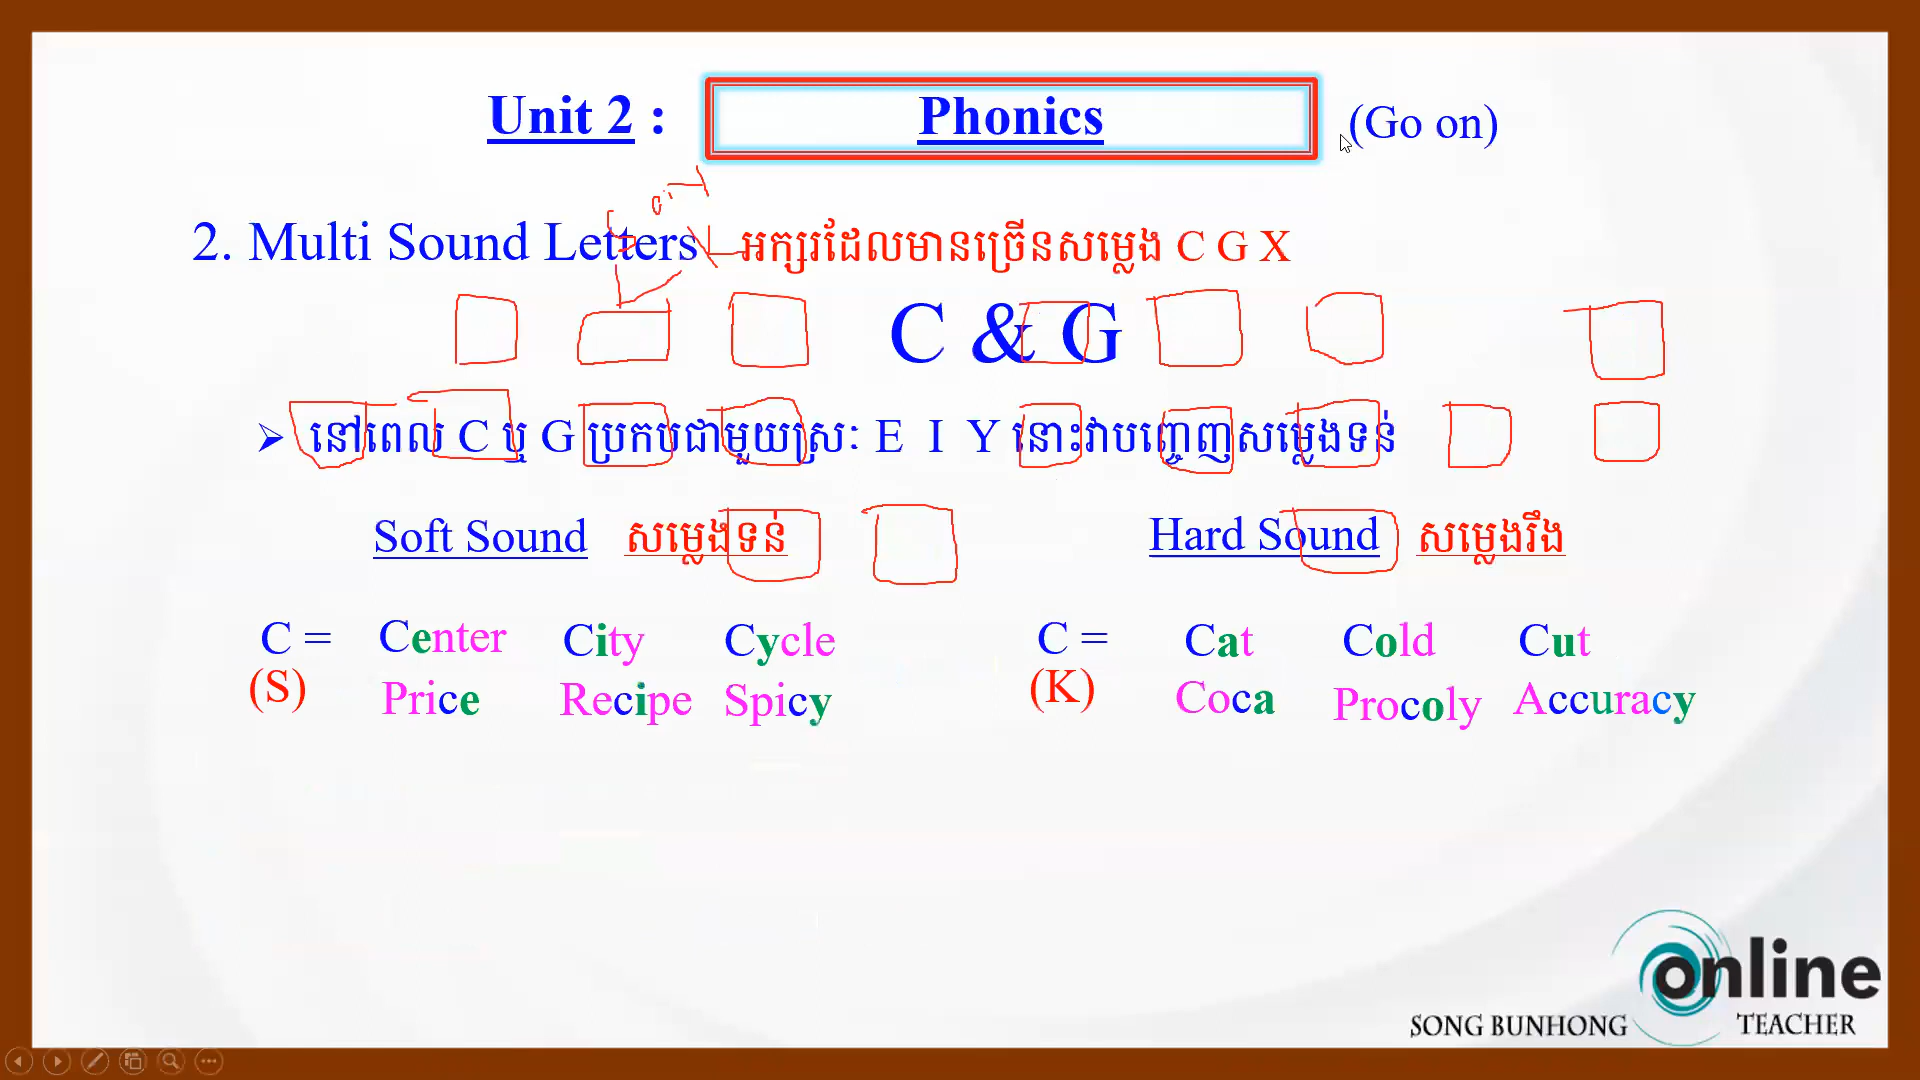 Unit 2 : Phonics (Go on)
2. Multi Sound Letters អក្សរដែលមានច្រើនសម្លេង C G X
C & G
➢ នៅពេល C ឬ G ប្រកបជាមួយស្រៈ E I Y នោះវាបញ្ចេញសម្លេងទន់
Soft Sound សម្លេងទន់ Hard Sound សម្លេងរឹង
C = Center City Cycle C = Cat Cold Cut
(S) Price Recipe Spicy (K) Coca Procoly Accuracy
online
SONG BUNHONG TEACHER